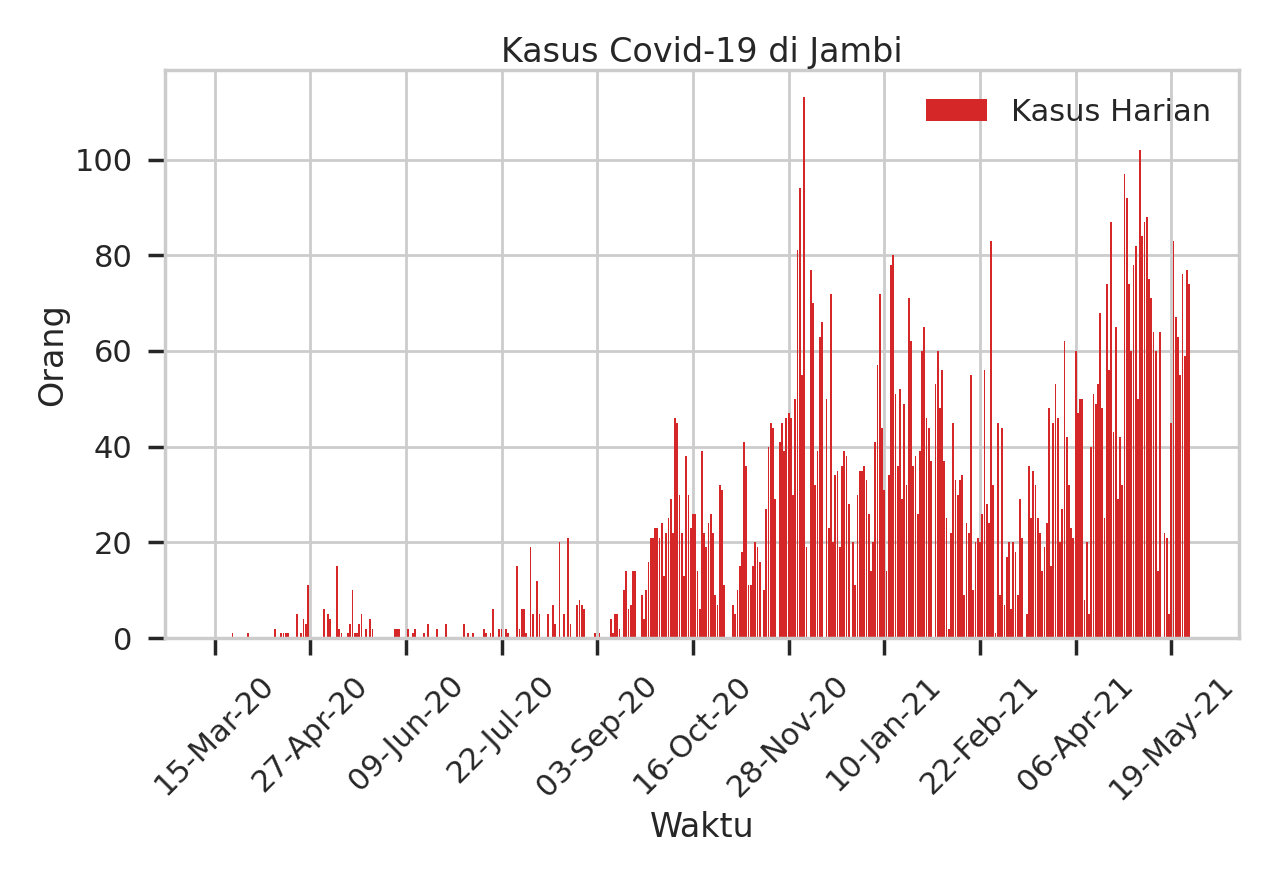 Kasus Covid-19 di Jambi
Kasus Harian
100
80
60
40
20
0
Orang
15-Mar-20
27-Apr-20
09-Jun-20
22-Jul-20
03-Sep-20
16-Oct-20
28-Nov-20
10-Jan-21
22-Feb-21
06-Apr-21
19-May-21
Waktu